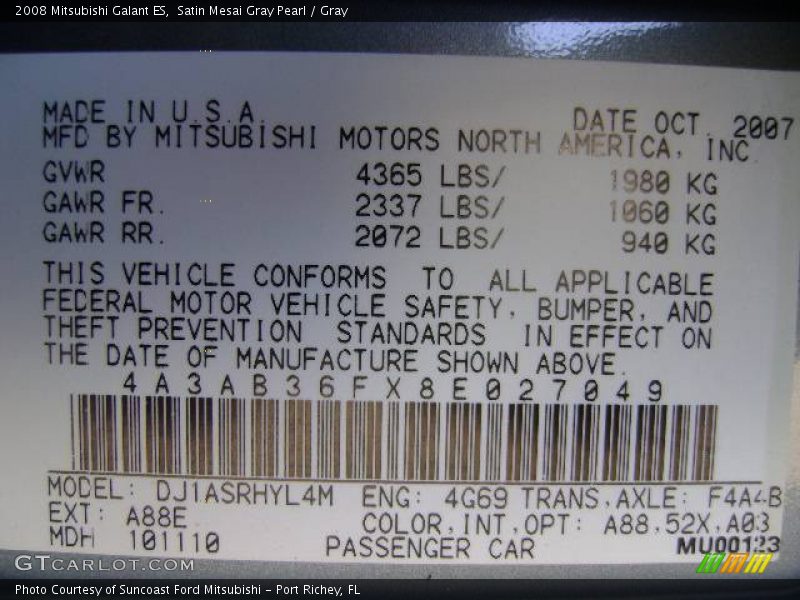 2008 Mitsubishi Galant ES, Satin Mesai Gray Pearl / Gray
MADE IN U.S.A. DATE OCT. 2007
MFD BY MITSUBISHI MOTORS NORTH AMERICA, INC
GVWR 4365 LBS/ 1980 KG
GAWR FR. 2337 LBS/ 1060 KG
GAWR RR. 2072 LBS/ 940 KG
THIS VEHICLE CONFORMS TO ALL APPLICABLE
FEDERAL MOTOR VEHICLE SAFETY, BUMPER, AND
THEFT PREVENTION STANDARDS IN EFFECT ON
THE DATE OF MANUFACTURE SHOWN ABOVE.
4A3AB36FX8E027049
MODEL: DJ1ASRHYL4M ENG: 4G69 TRANS,AXLE: F4A4B
EXT: A88E COLOR,INT,OPT: A88,52X,A03
MDH 101110 PASSENGER CAR MU00123
GTCARLOT.COM
Photo Courtesy of Suncoast Ford Mitsubishi - Port Richey, FL